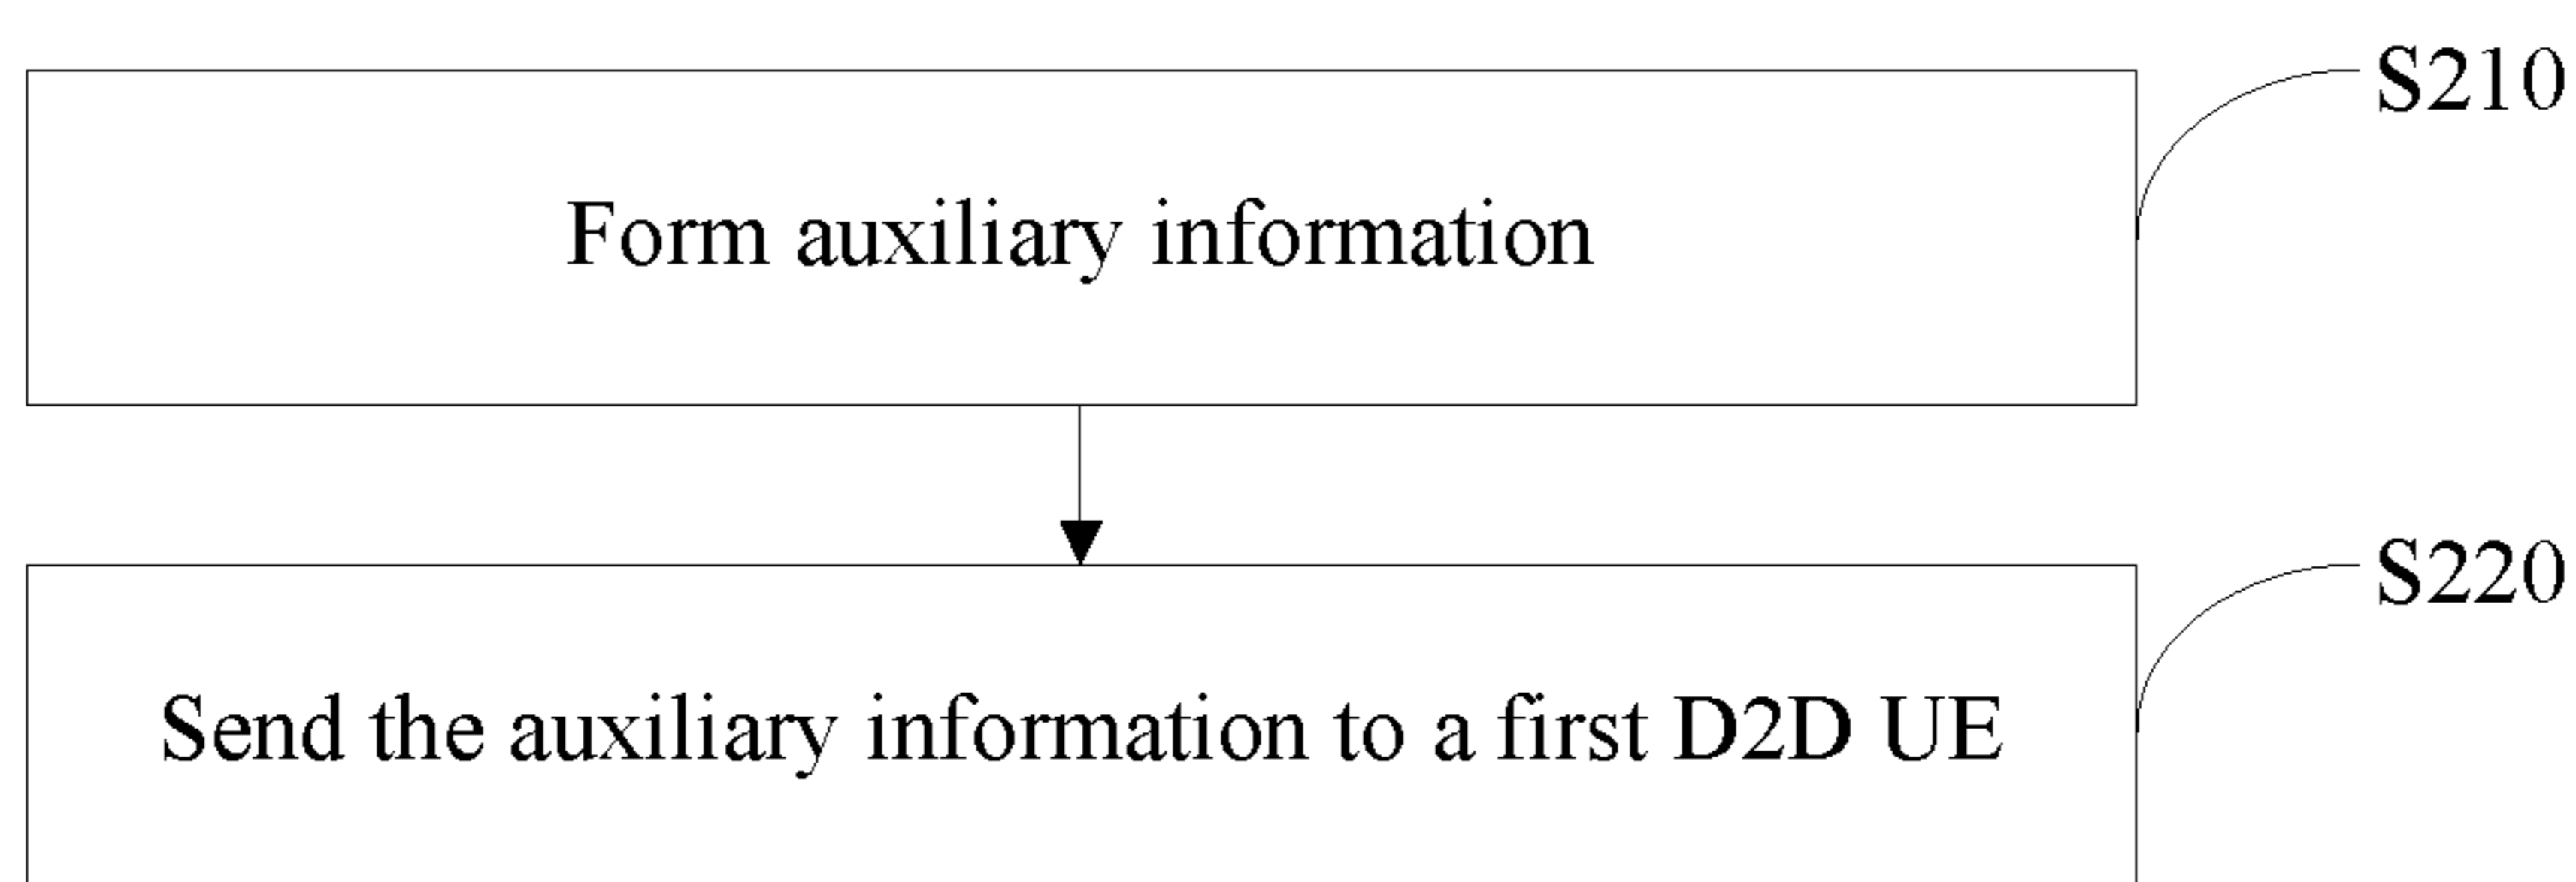 S210
Form auxiliary information
S220
Send the auxiliary information to a first D2D UE